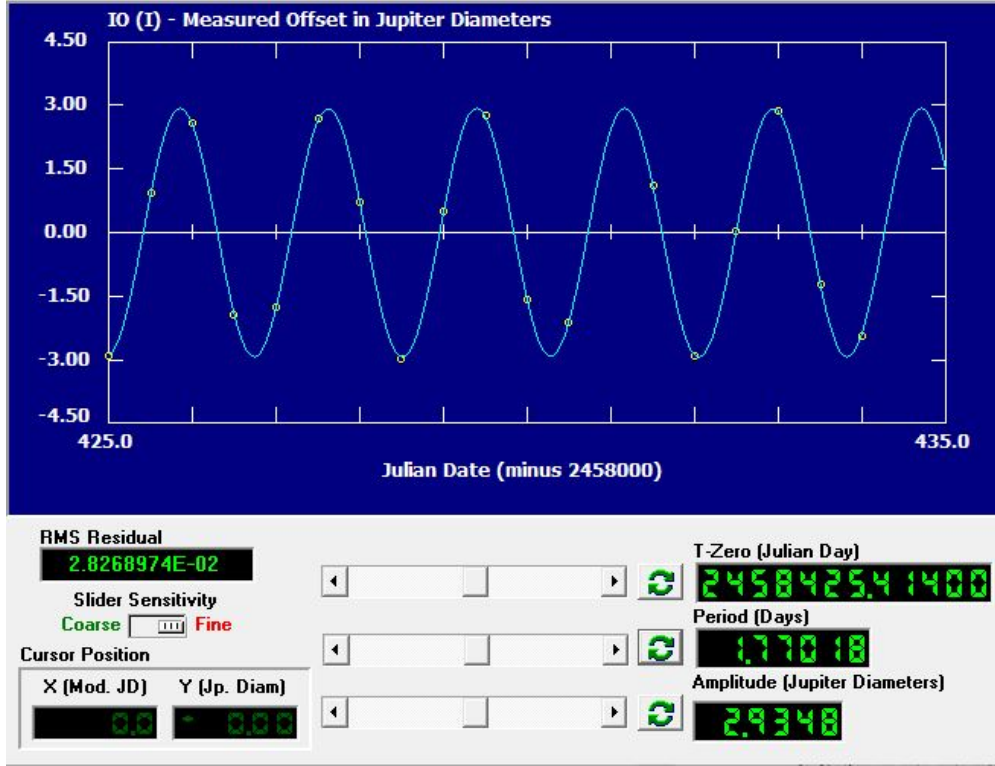 IO (I) - Measured Offset in Jupiter Diameters
4.50
3.00
1.50
0.00
-1.50
-3.00
-4.50
425.0 435.0
Julian Date (minus 2458000)
RMS Residual
2.8268974E-02
Slider Sensitivity
Coarse Fine
Cursor Position
X (Mod. JD) Y (Jp. Diam)
0.0 0.00
T-Zero (Julian Day)
2458425.41400
Period (Days)
1.77018
Amplitude (Jupiter Diameters)
2.9348